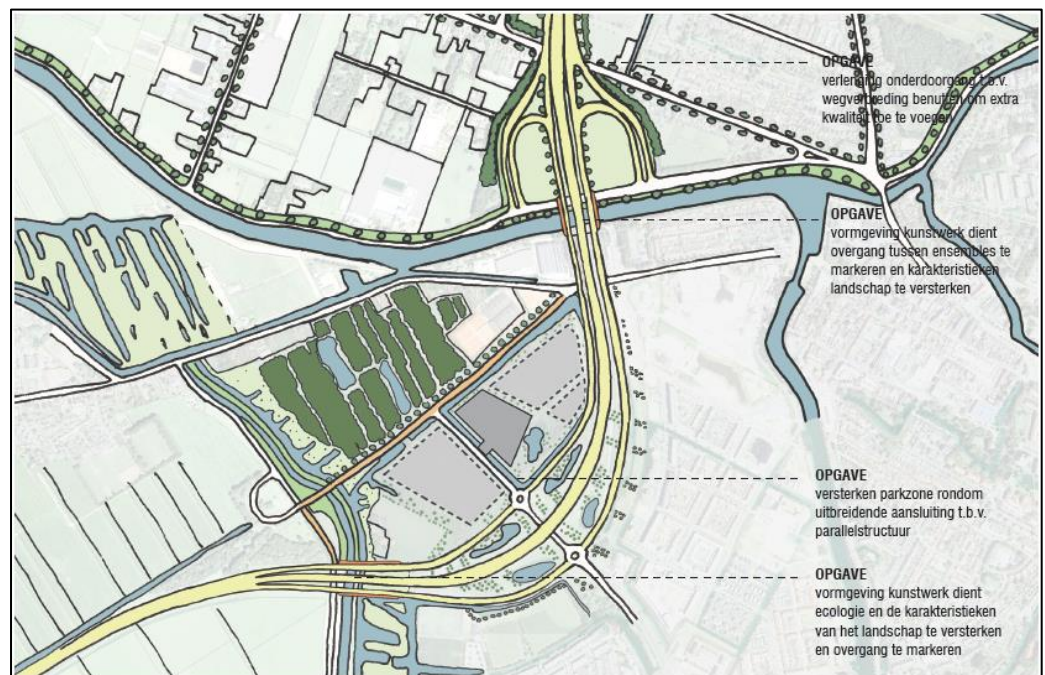 OPGAVE
verlenging onderdoorgang t.b.v.
wegverbreding benutten om extra
kwaliteit toe te voegen
OPGAVE
vormgeving kunstwerk dient
overgang tussen ensembles te
markeren en karakteristieken
landschap te versterken
OPGAVE
versterken parkzone rondom
uitbreidende aansluiting t.b.v.
parallelstructuur
OPGAVE
vormgeving kunstwerk dient
ecologie en de karakteristieken
van het landschap te versterken
en overgang te markeren